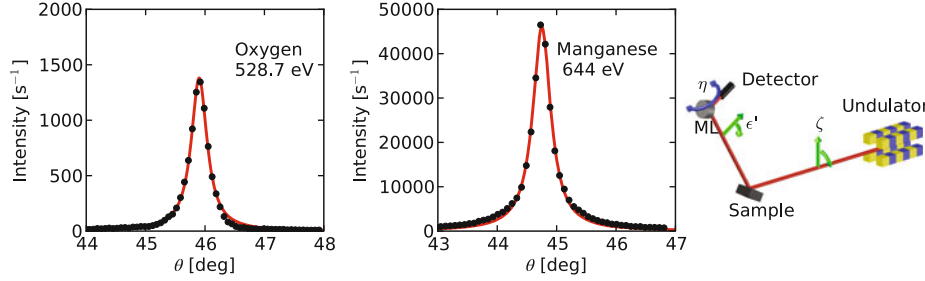 2000
1500
1000
500
0
Intensity [s⁻¹]
Oxygen
528.7 eV
44 45 46 47 48
θ [deg]
50000
40000
30000
20000
10000
0
Intensity [s⁻¹]
Manganese
644 eV
43 44 45 46 47
θ [deg]
η
Detector
ML
ϵ'
ζ
Undulator
Sample